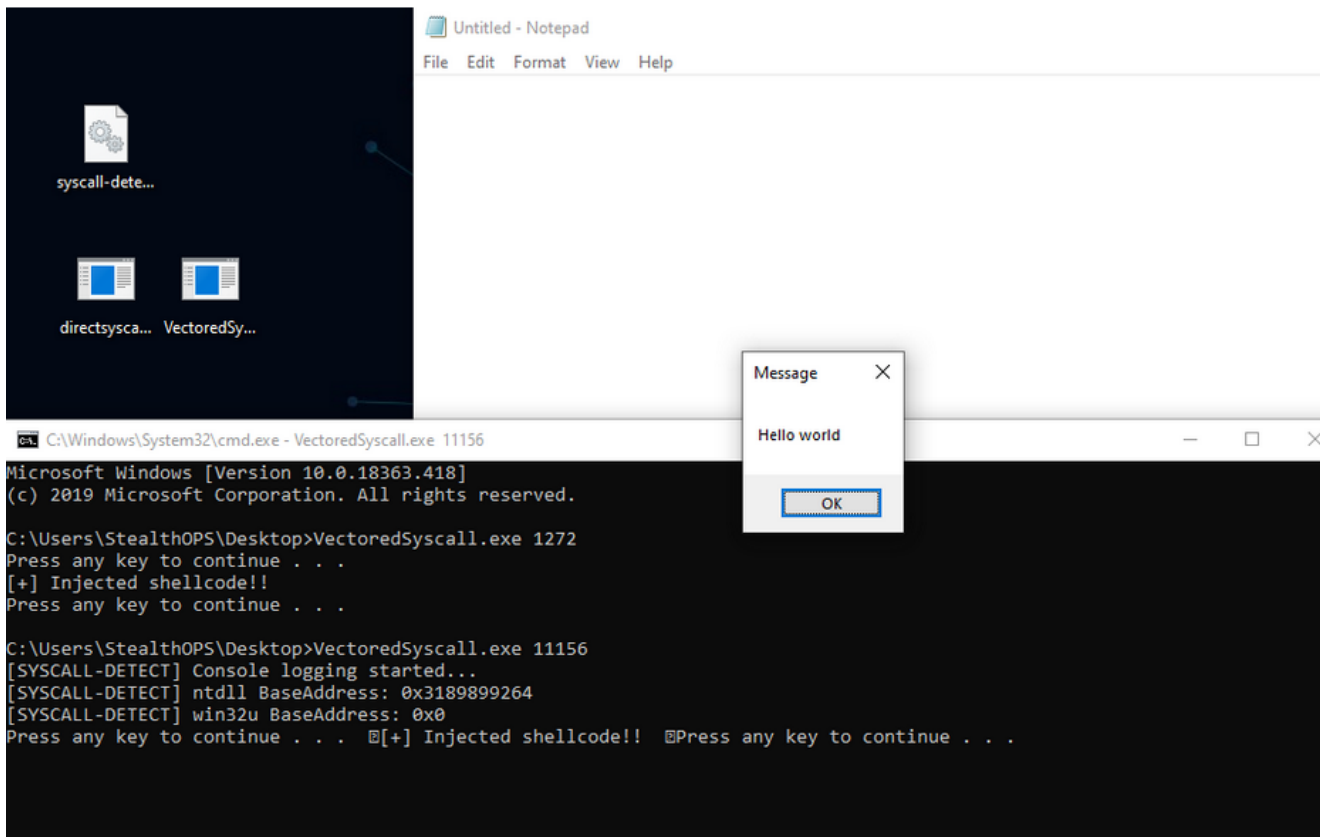 Untitled - Notepad
File Edit Format View Help
syscall-dete...
directsysca... VectoredSy...
Message
Hello world
OK
C:\Windows\System32\cmd.exe - VectoredSyscall.exe 11156
Microsoft Windows [Version 10.0.18363.418]
(c) 2019 Microsoft Corporation. All rights reserved.
C:\Users\StealthOPS\Desktop>VectoredSyscall.exe 1272
Press any key to continue . . .
[+] Injected shellcode!!
Press any key to continue . . .
C:\Users\StealthOPS\Desktop>VectoredSyscall.exe 11156
[SYSCALL-DETECT] Console logging started...
[SYSCALL-DETECT] ntdll BaseAddress: 0x3189899264
[SYSCALL-DETECT] win32u BaseAddress: 0x0
Press any key to continue . . . [+] Injected shellcode!! Press any key to continue . . .